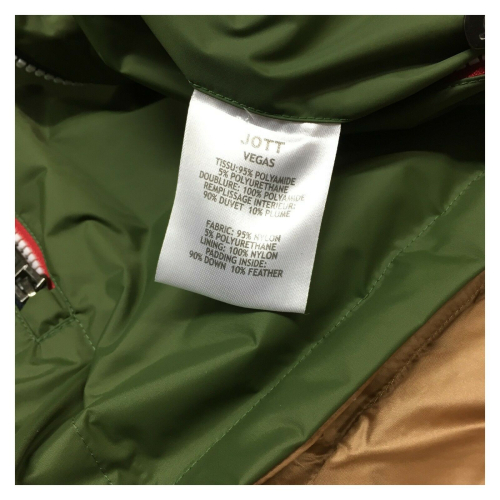 JOTT
VEGAS
TISSU:95% POLYAMIDE
5% POLYURETHANE
DOUBLURE: 100% POLYAMIDE
REMPLISSAGE INTERIEUR:
90% DUVET 10% PLUME
FABRIC: 95% NYLON
5% POLYURETHANE
LINING: 100% NYLON
PADDING INSIDE:
90% DOWN 10% FEATHER